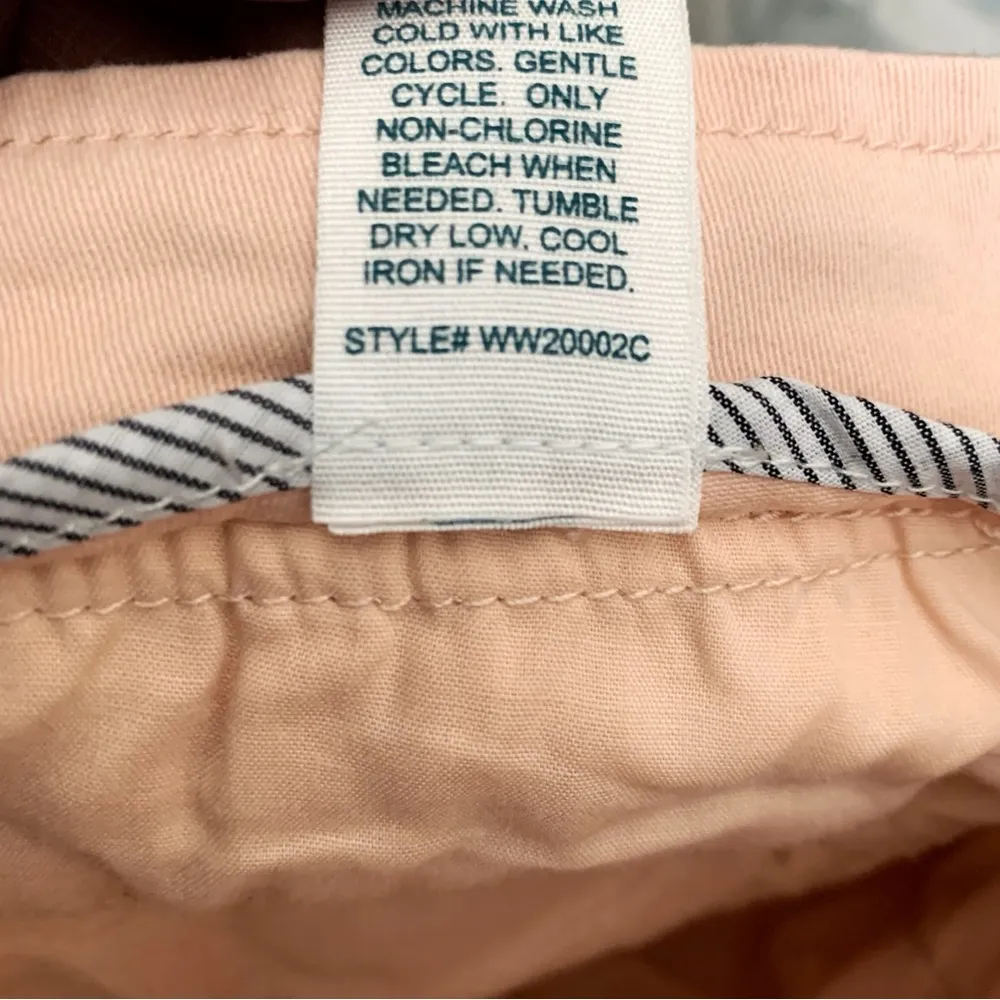 MACHINE WASH
COLD WITH LIKE
COLORS. GENTLE
CYCLE. ONLY
NON-CHLORINE
BLEACH WHEN
NEEDED. TUMBLE
DRY LOW. COOL
IRON IF NEEDED.
STYLE# WW20002C